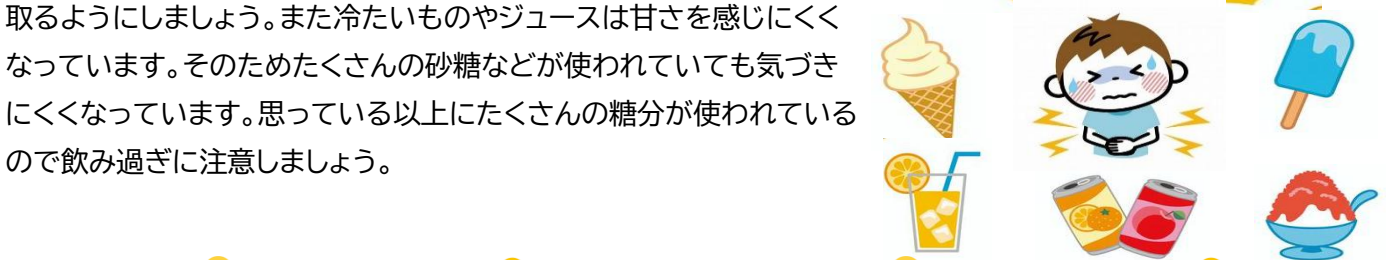 取るようにしましょう。また冷たいものやジュースは甘さを感じにくく
なっています。そのためたくさんの砂糖などが使われていても気づき
にくくなっています。思っている以上にたくさんの糖分が使われている
ので飲み過ぎに注意しましょう。